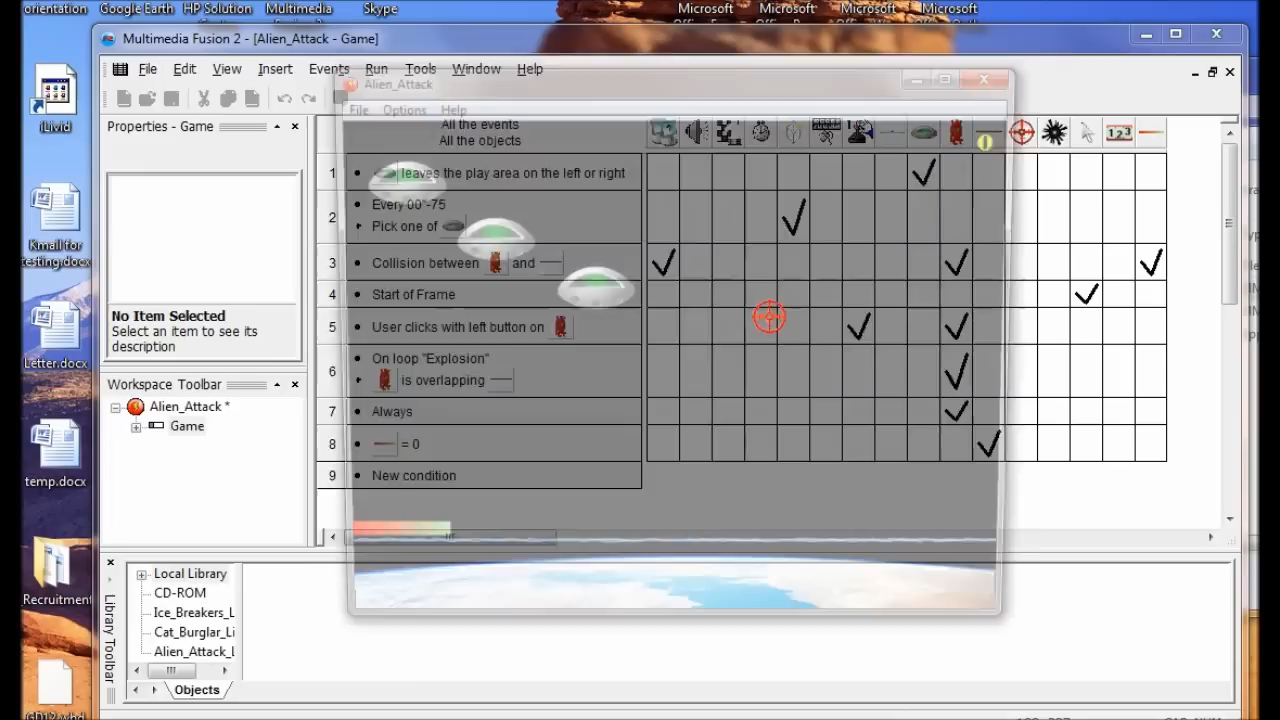 orientation Google Earth HP Solution Multimedia Skype Microsoft Microsoft Microsoft Microsoft
Multimedia Fusion 2 - [Alien_Attack - Game]
File Edit View Insert Events Run Tools Window Help
Alien_Attack
File Options Help
iLivid
Kmail for
testing.docx
Letter.docx
temp.docx
Recruitment
GD12.wbd
Properties - Game
No Item Selected
Select an item to see its
description
Workspace Toolbar
Alien_Attack *
Game
All the events
All the objects
1 leaves the play area on the left or right
2 Every 00"-75
Pick one of
3 Collision between and
4 Start of Frame
5 User clicks with left button on
6 On loop "Explosion"
is overlapping
7 Always
8 = 0
9 New condition
Library Toolbar
Local Library
CD-ROM
Ice_Breakers_L
Cat_Burglar_Li
Alien_Attack_L
Objects